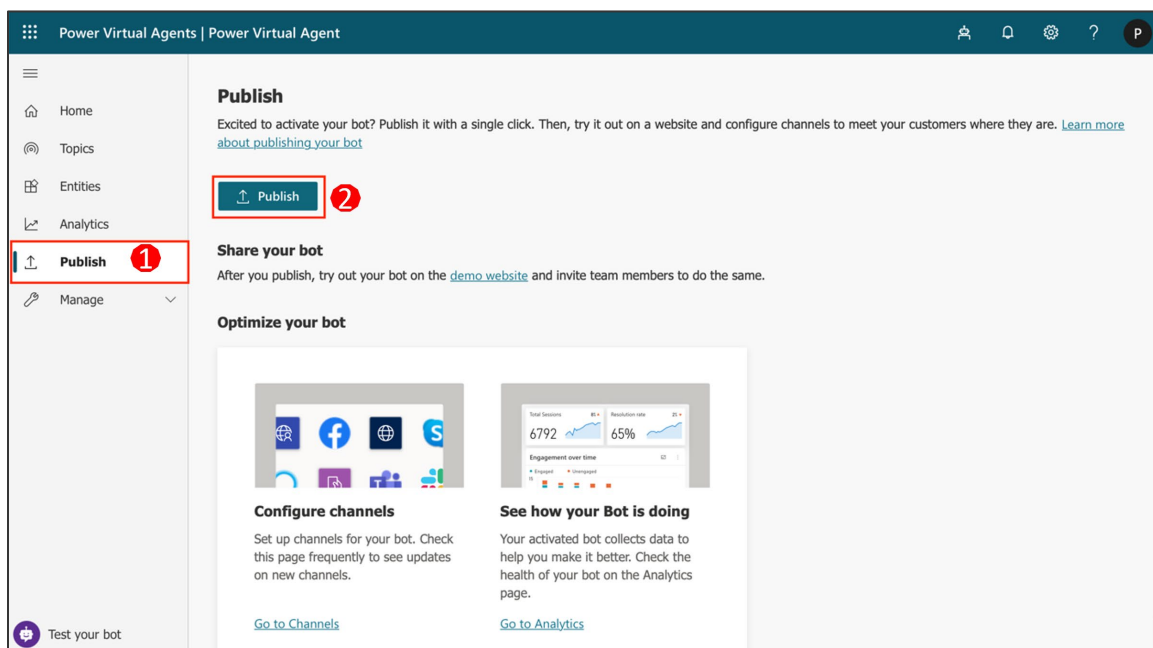 Power Virtual Agents | Power Virtual Agent
?
P
Home
Topics
Entities
Analytics
Publish
1
Manage
Test your bot
Publish
Excited to activate your bot? Publish it with a single click. Then, try it out on a website and configure channels to meet your customers where they are. Learn more
about publishing your bot
Publish
2
Share your bot
After you publish, try out your bot on the demo website and invite team members to do the same.
Optimize your bot
Configure channels
Set up channels for your bot. Check
this page frequently to see updates
on new channels.
Go to Channels
Total Sessions
Resolution rate
6792
65%
Engagement over time
Engaged
Unengaged
See how your Bot is doing
Your activated bot collects data to
help you make it better. Check the
health of your bot on the Analytics
page.
Go to Analytics